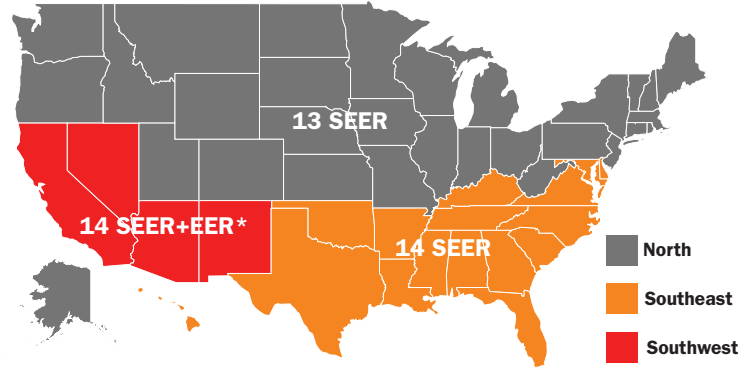 13 SEER
14 SEER+EER*
14 SEER
North
Southeast
Southwest